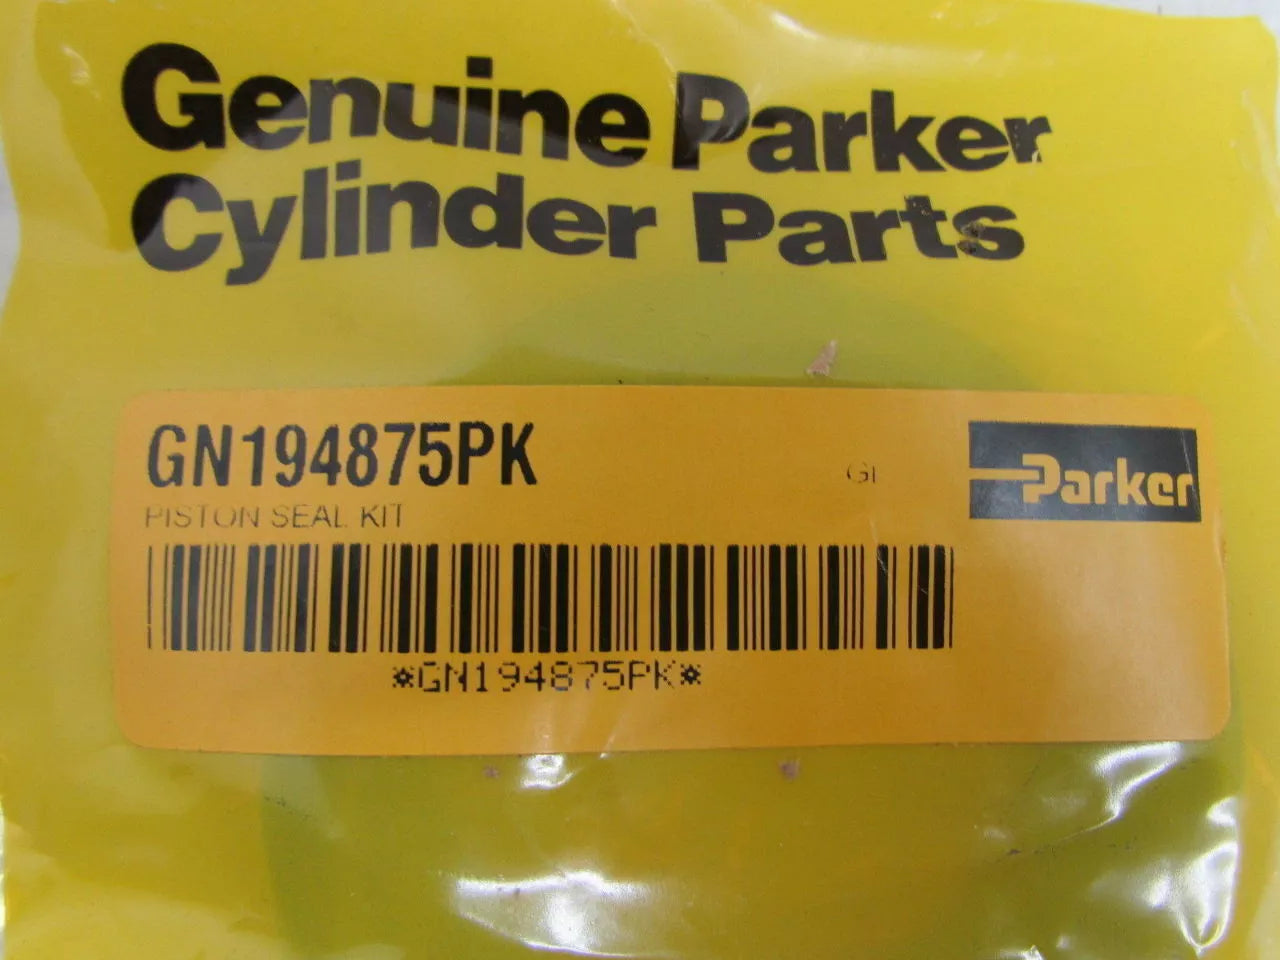 Genuine Parker
Cylinder Parts
GN194875PK
PISTON SEAL KIT
Parker
*GN194875PK*